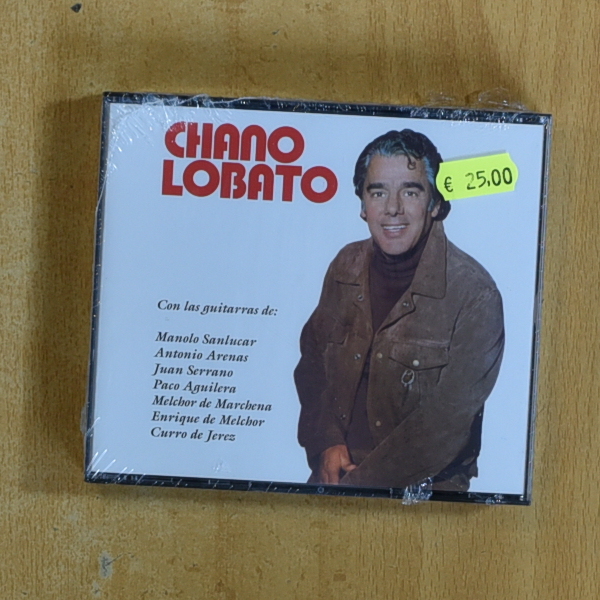 CHANO
LOBATO
€ 25,00
Con las guitarras de:
Manolo Sanlucar
Antonio Arenas
Juan Serrano
Paco Aguilera
Melchor de Marchena
Enrique de Melchor
Curro de Jerez